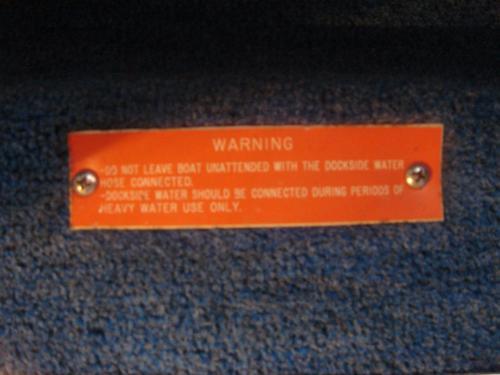 WARNING
-DO NOT LEAVE BOAT UNATTENDED WITH THE DOCKSIDE WATER
HOSE CONNECTED.
-DOCKSIDE WATER SHOULD BE CONNECTED DURING PERIODS OF
HEAVY WATER USE ONLY.